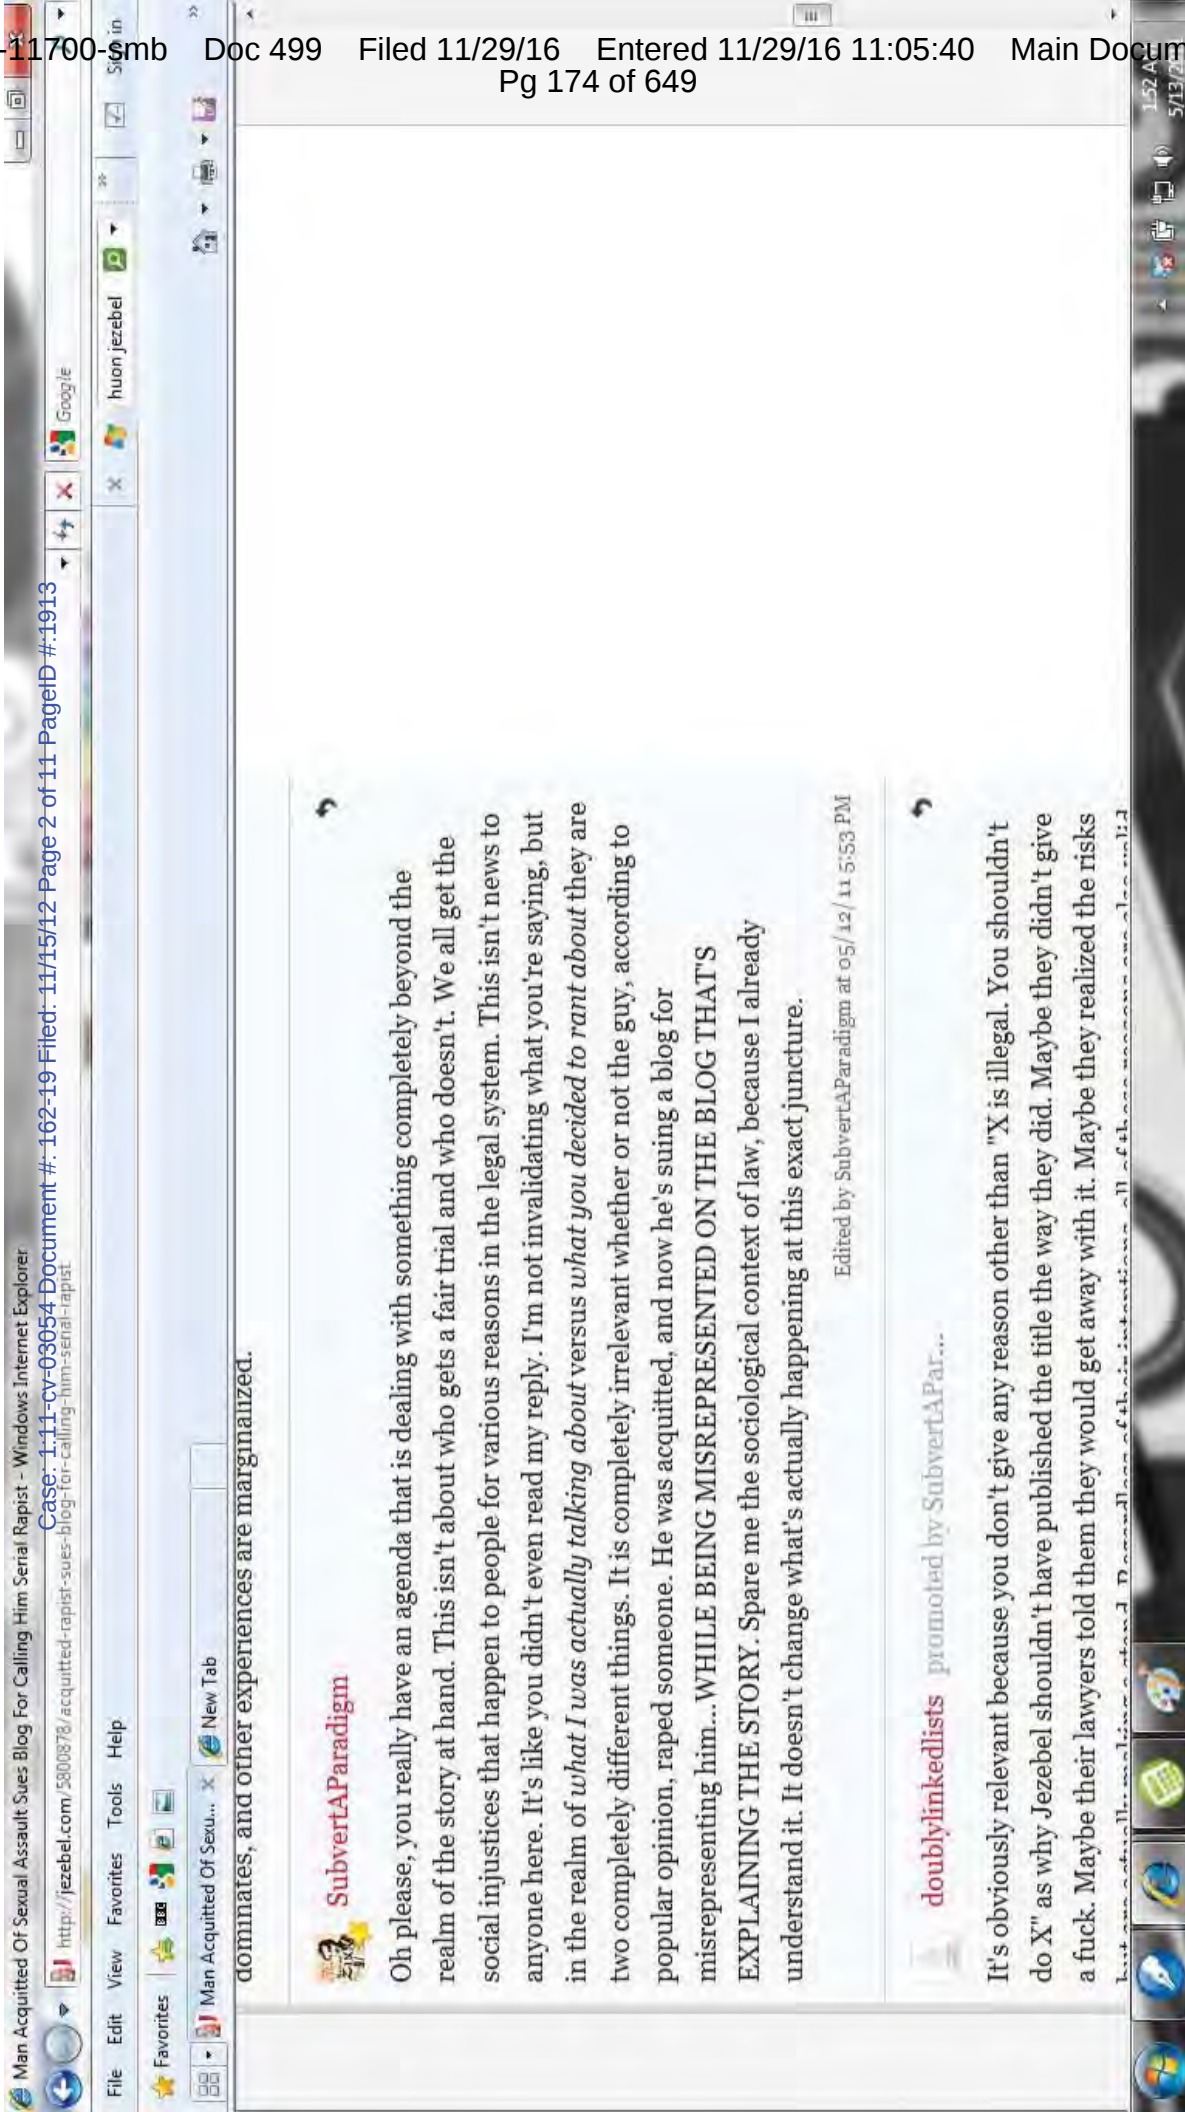 -11700-smb Doc 499 Filed 11/29/16 Entered 11/29/16 11:05:40 Main Docum
Pg 174 of 649
Case: 1:11-cv-03054 Document #: 162-19 Filed: 11/15/12 Page 2 of 11 PageID #:1913
Man Acquitted Of Sexual Assault Sues Blog For Calling Him Serial Rapist - Windows Internet Explorer
http://jezebel.com/5800878/acquitted-rapist-sues-blog-for-calling-him-serial-rapist
Google
huon jezebel
Sign in
File Edit View Favorites Tools Help
Favorites BBC
Man Acquitted Of Sexu... New Tab
dominates, and other experiences are marginalized.
SubvertAParadigm
Oh please, you really have an agenda that is dealing with something completely beyond the
realm of the story at hand. This isn't about who gets a fair trial and who doesn't. We all get the
social injustices that happen to people for various reasons in the legal system. This isn't news to
anyone here. It's like you didn't even read my reply. I'm not invalidating what you're saying, but
in the realm of what I was actually talking about versus what you decided to rant about they are
two completely different things. It is completely irrelevant whether or not the guy, according to
popular opinion, raped someone. He was acquitted, and now he's suing a blog for
misrepresenting him...WHILE BEING MISREPRESENTED ON THE BLOG THAT'S
EXPLAINING THE STORY. Spare me the sociological context of law, because I already
understand it. It doesn't change what's actually happening at this exact juncture.
Edited by SubvertAParadigm at 05/12/11 5:53 PM
doublylinkedlists promoted by SubvertAPar...
It's obviously relevant because you don't give any reason other than "X is illegal. You shouldn't
do X" as why Jezebel shouldn't have published the title the way they did. Maybe they didn't give
a fuck. Maybe their lawyers told them they would get away with it. Maybe they realized the risks
1:52 A
5/13/2